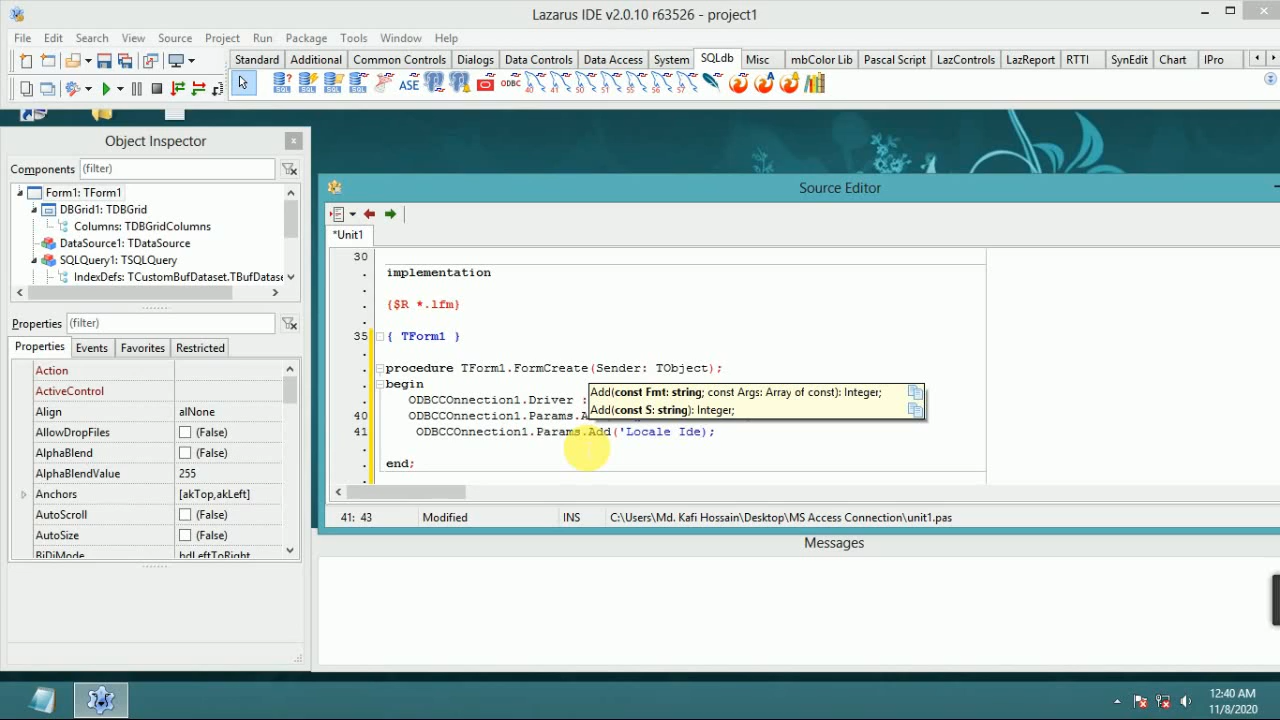 Lazarus IDE v2.0.10 r63526 - project1
File Edit Search View Source Project Run Package Tools Options Window Help
Standard Additional Common Controls Dialogs Data Controls Data Access System SQLdb Misc mbColor Lib Pascal Script LazControls LazReport RTTI SynEdit Chart IPro
ASE ODBC
Object Inspector
Components (filter)
Form1: TForm1
DBGrid1: TDBGrid
Columns: TDBGridColumns
DataSource1: TDataSource
SQLQuery1: TSQLQuery
IndexDefs: TCustomBufDataset.TBufDatase
Properties (filter)
Properties Events Favorites Restricted
Action
ActiveControl
Align alNone
AllowDropFiles (False)
AlphaBlend (False)
AlphaBlendValue 255
Anchors [akTop,akLeft]
AutoScroll (False)
AutoSize (False)
BiDiMode bdLeftToRight
Source Editor
*Unit1
30
implementation
{$R *.lfm}
35 { TForm1 }
procedure TForm1.FormCreate(Sender: TObject);
begin
Add(const Fmt: string; const Args: Array of const): Integer;
ODBCCOnnection1.Driver :
Add(const S: string): Integer;
40 ODBCCOnnection1.Params.A
41 ODBCCOnnection1.Params.Add('Locale Ide);
end;
41: 43 Modified INS C:\Users\Md. Kafi Hossain\Desktop\MS Access Connection\unit1.pas
Messages
12:40 AM
11/8/2020